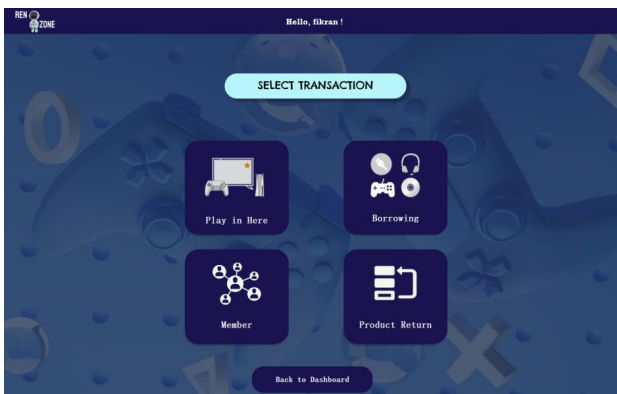 REN
ZONE
Hello, fikran !
SELECT TRANSACTION
Play in Here
Borrowing
Member
Product Return
Back to Dashboard